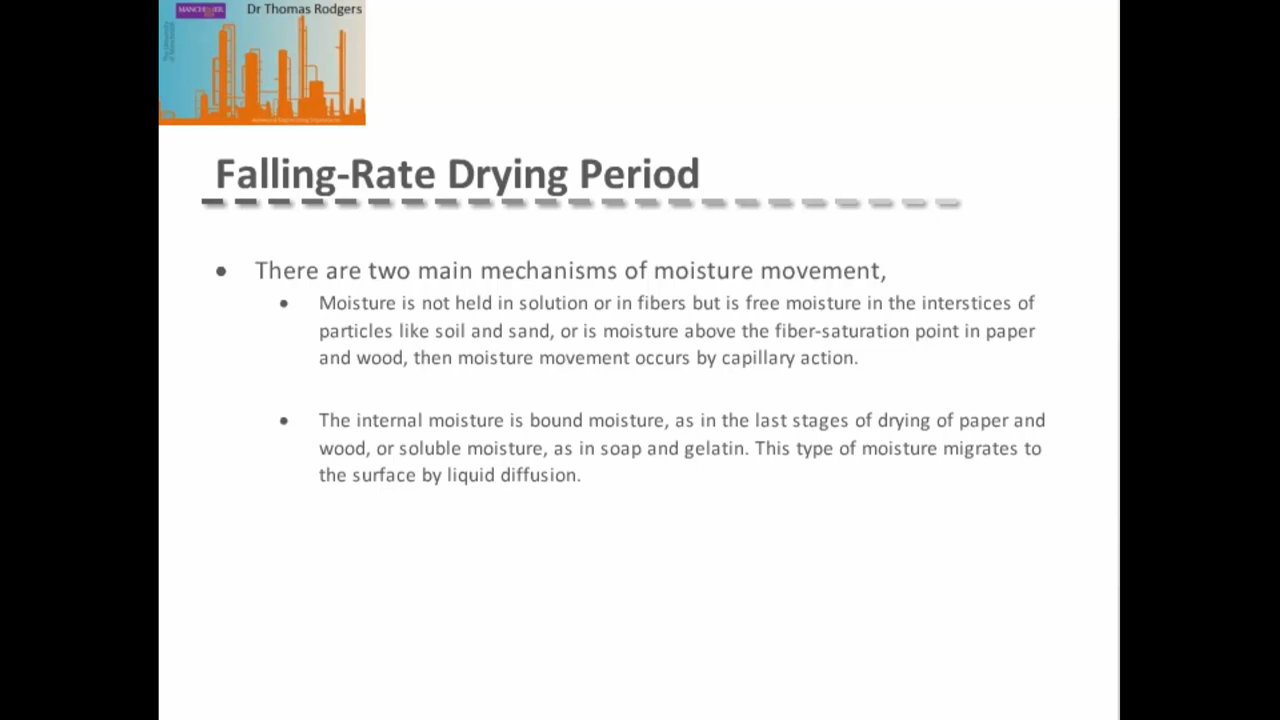 MANCHESTER
Dr Thomas Rodgers
The University
of Manchester
Falling-Rate Drying Period
• There are two main mechanisms of moisture movement,
• Moisture is not held in solution or in fibers but is free moisture in the interstices of
particles like soil and sand, or is moisture above the fiber-saturation point in paper
and wood, then moisture movement occurs by capillary action.
• The internal moisture is bound moisture, as in the last stages of drying of paper and
wood, or soluble moisture, as in soap and gelatin. This type of moisture migrates to
the surface by liquid diffusion.